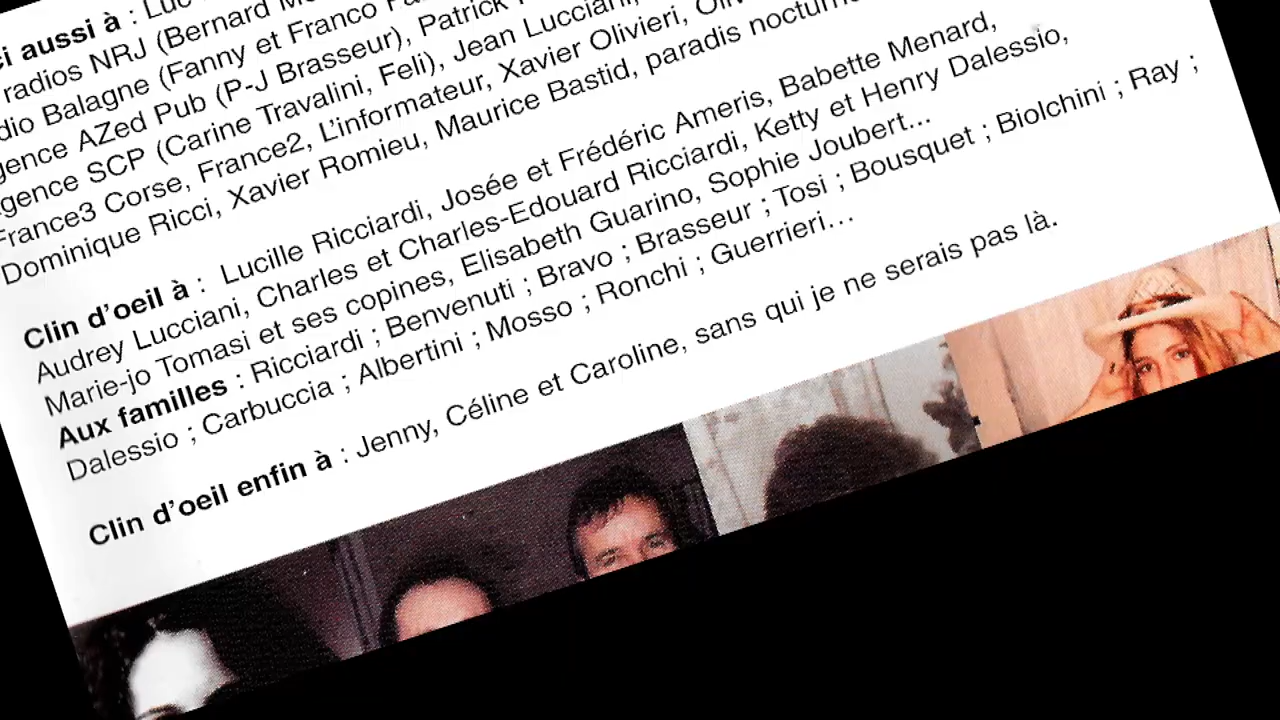 ci aussi à : Luc
radios NRJ (Bernard M
dio Balagne (Fanny et Franco Pa
gence AZed Pub (P-J Brasseur), Patrick
gence SCP (Carine Travalini, Feli), Jean Lucciani,
France3 Corse, France2, L'informateur, Xavier Olivieri, Oliv
Dominique Ricci, Xavier Romieu, Maurice Bastid, paradis nocturne
Clin d'oeil à : Lucille Ricciardi, Josée et Frédéric Ameris, Babette Menard,
Audrey Lucciani, Charles et Charles-Edouard Ricciardi, Ketty et Henry Dalessio,
Marie-jo Tomasi et ses copines, Elisabeth Guarino, Sophie Joubert...
Aux familles : Ricciardi ; Benvenuti ; Bravo ; Brasseur ; Tosi ; Bousquet ; Biolchini ; Ray ;
Dalessio ; Carbuccia ; Albertini ; Mosso ; Ronchi ; Guerrieri...
Clin d'oeil enfin à : Jenny, Céline et Caroline, sans qui je ne serais pas là.